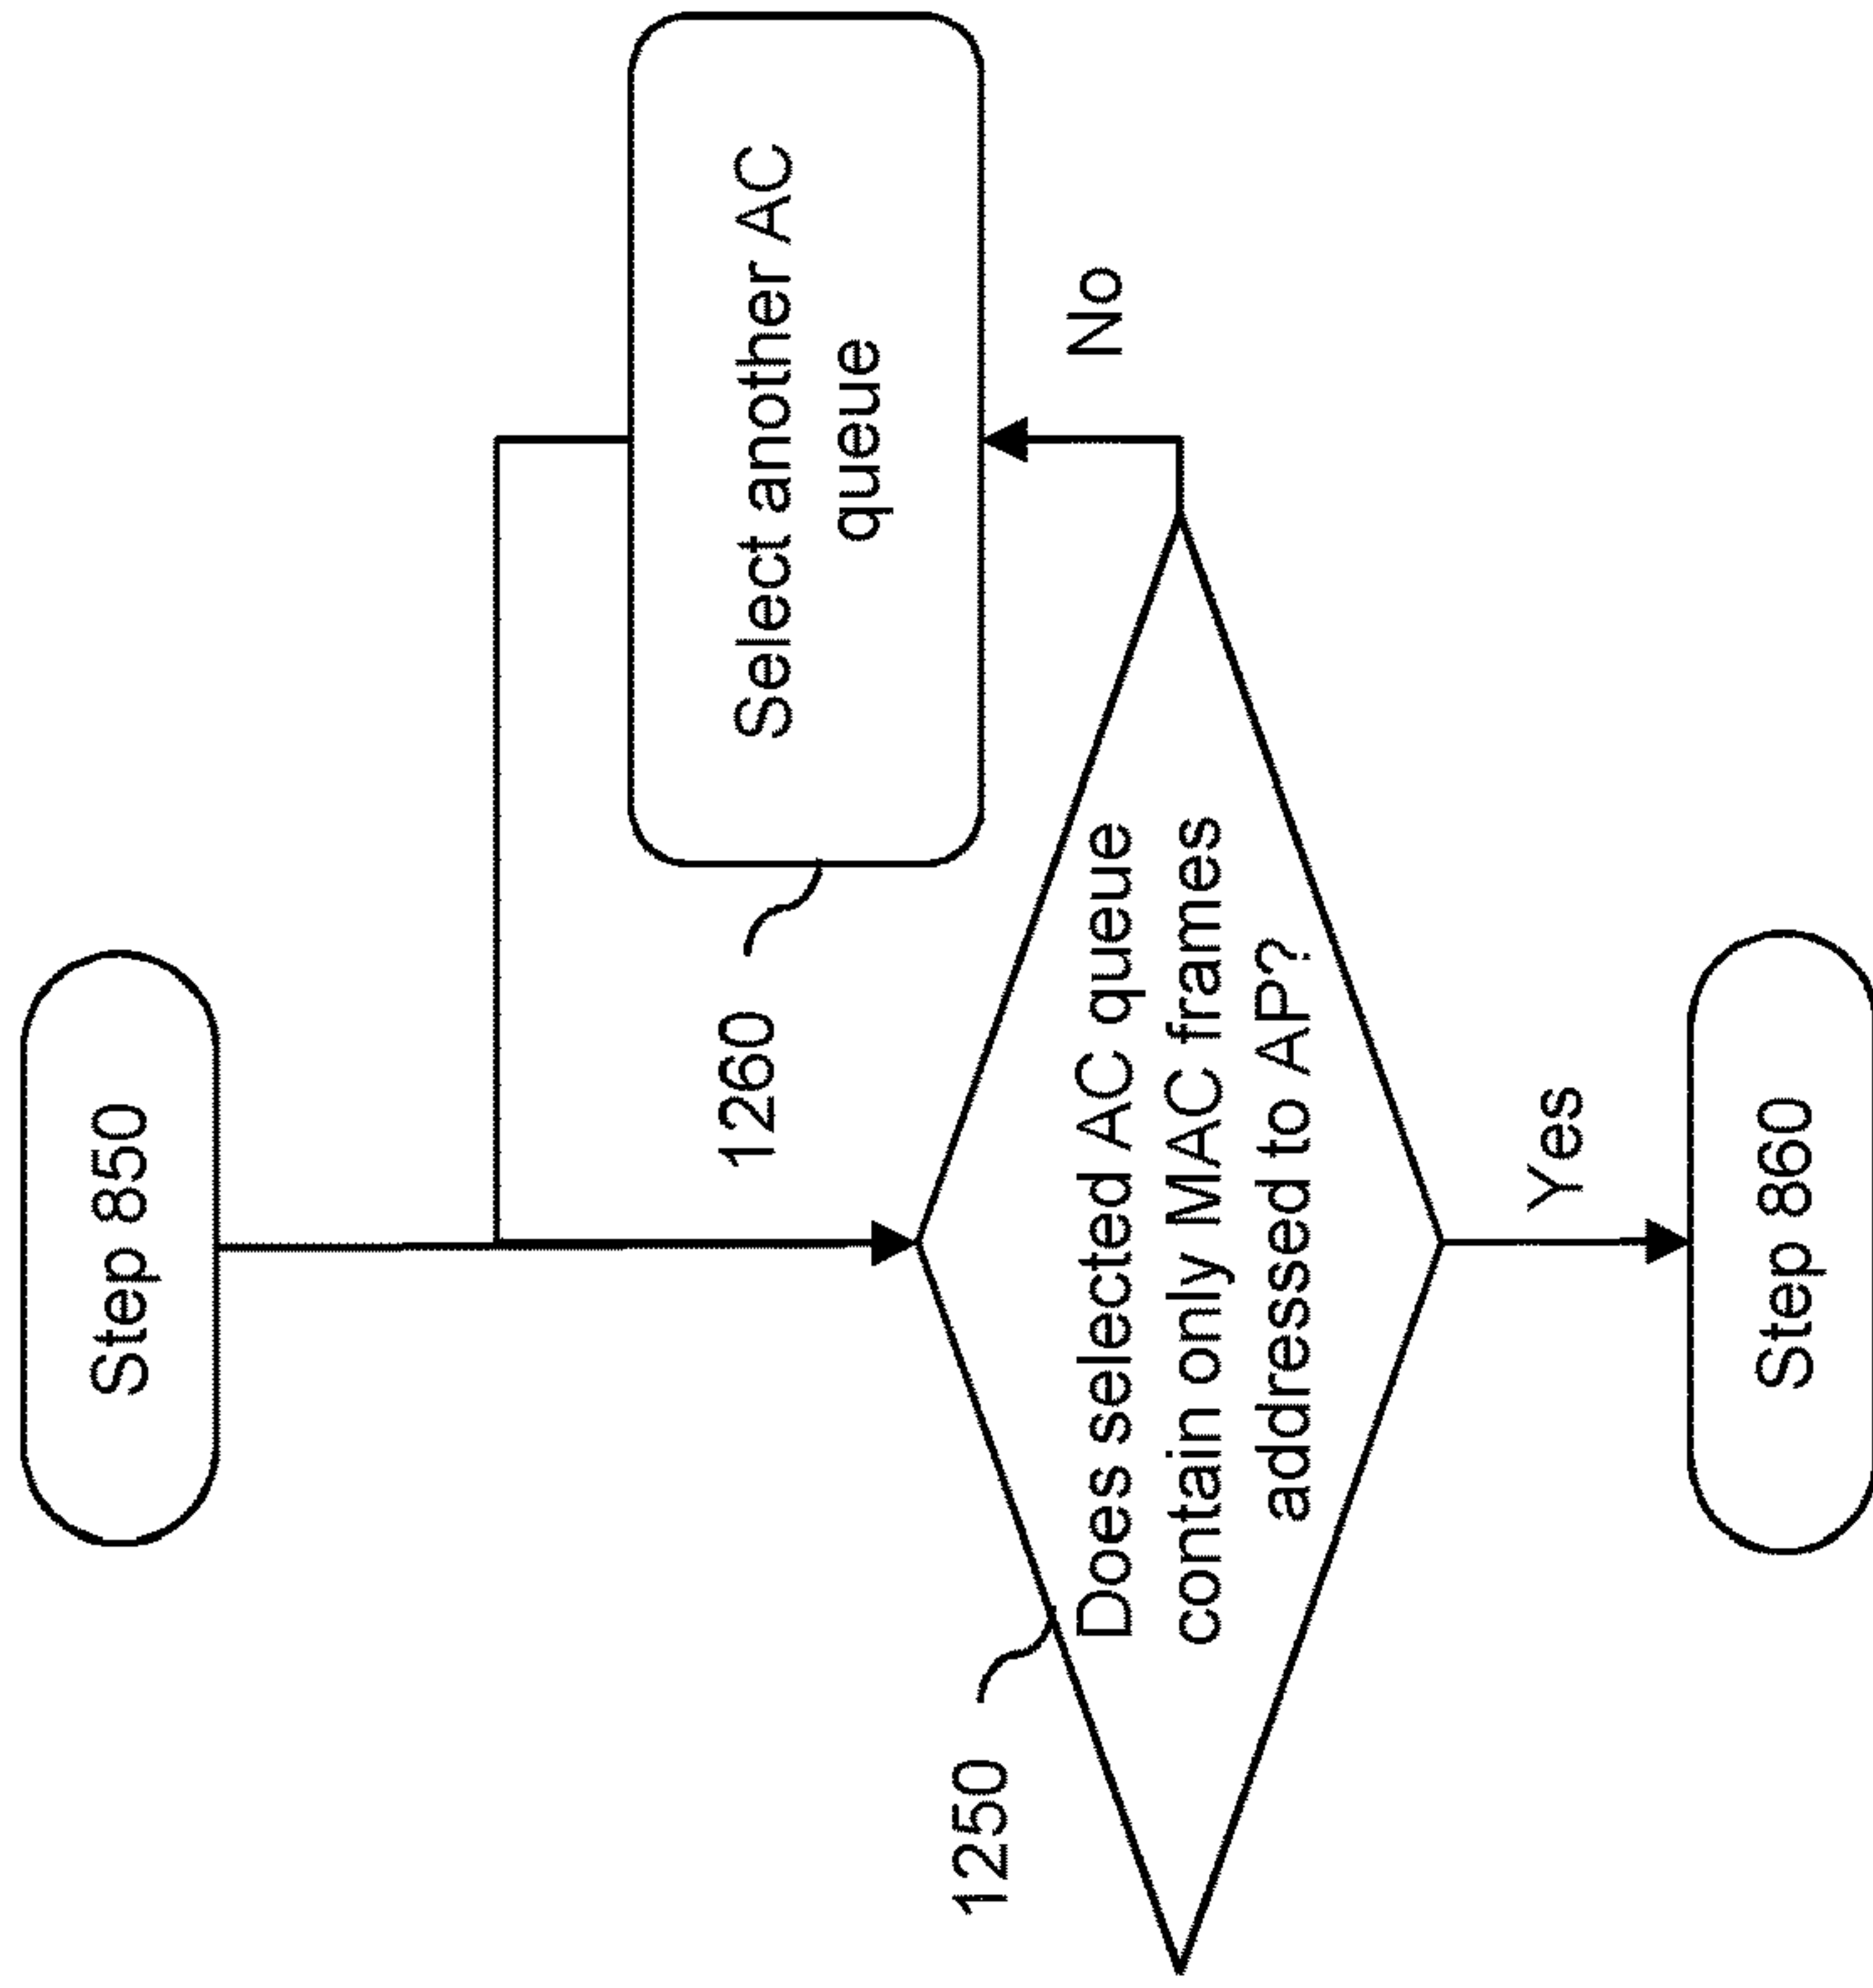 Step 850
1260
Select another AC
queue
No
1250
Does selected AC queue
contain only MAC frames
addressed to AP?
Yes
Step 860